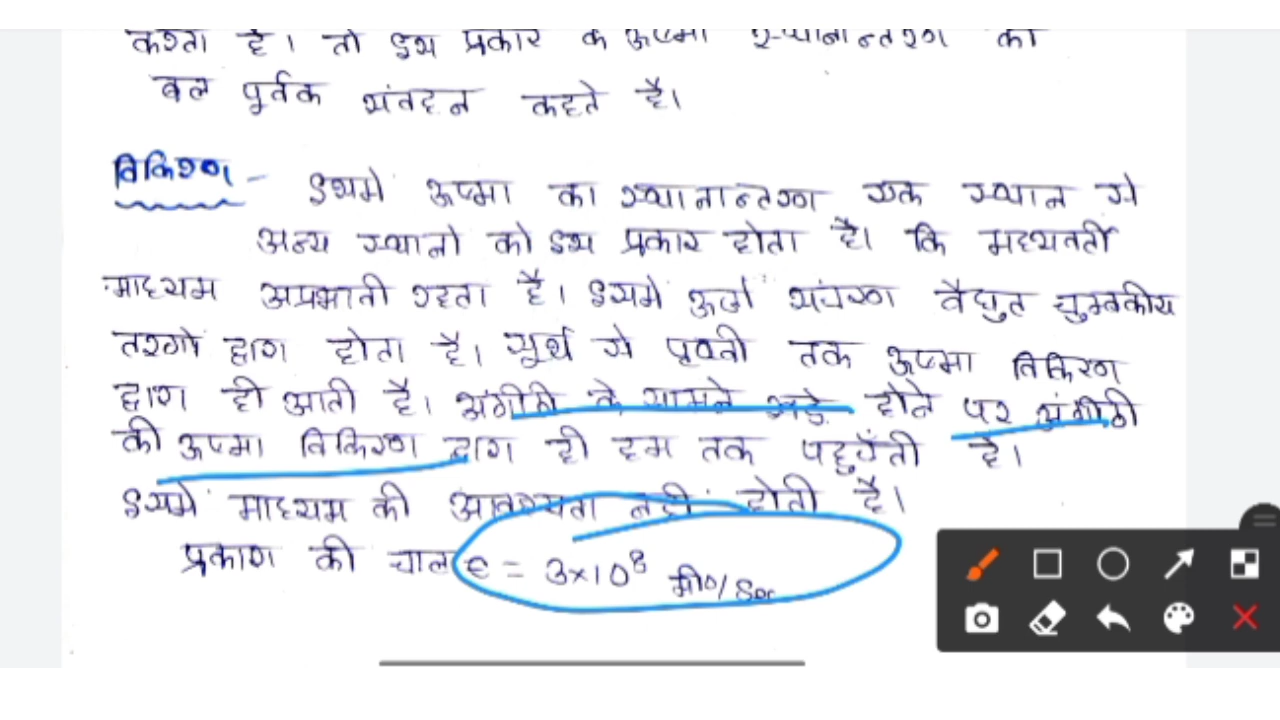 करता है। तो इस प्रकार के ऊष्मा स्थानान्तरण को
बल पूर्वक संवहन कहते है।
विकिरण - इसमे ऊष्मा का स्थानान्तरण एक स्थान से
अन्य स्थानो को इस प्रकार होता है। कि मध्यवर्ती
माध्यम अप्रभावी रहता है। इसमे ऊर्जा संचरण वैद्युत चुम्बकीय
तरंगो द्वारा होता है। सूर्य से पृथ्वी तक ऊष्मा विकिरण
द्वारा ही आती है। अंगीठी के सामने खड़े होने पर अंगीठी
की ऊष्मा विकिरण द्वारा ही हम तक पहुँचती है।
इसमे माध्यम की आवश्यता नही होती है।
प्रकाश की चाल c = 3×10⁸ मी०/Sec